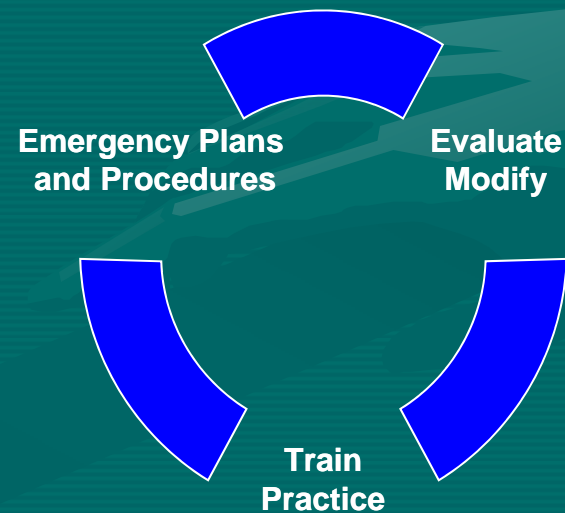 Emergency Plans
and Procedures
Evaluate
Modify
Train
Practice